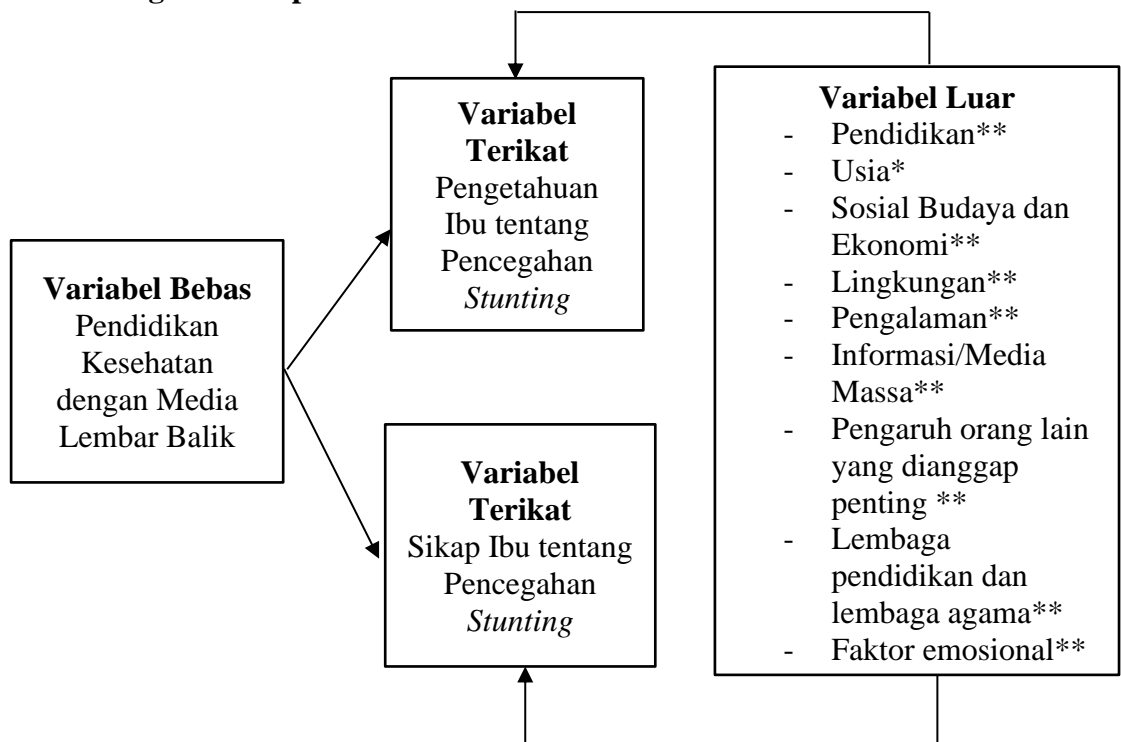 Variabel Bebas
Pendidikan
Kesehatan
dengan Media
Lembar Balik
Variabel
Terikat
Pengetahuan
Ibu tentang
Pencegahan
Stunting
Variabel
Terikat
Sikap Ibu tentang
Pencegahan
Stunting
Variabel Luar
- Pendidikan**
- Usia*
- Sosial Budaya dan
Ekonomi**
- Lingkungan**
- Pengalaman**
- Informasi/Media
Massa**
- Pengaruh orang lain
yang dianggap
penting **
- Lembaga
pendidikan dan
lembaga agama**
- Faktor emosional**